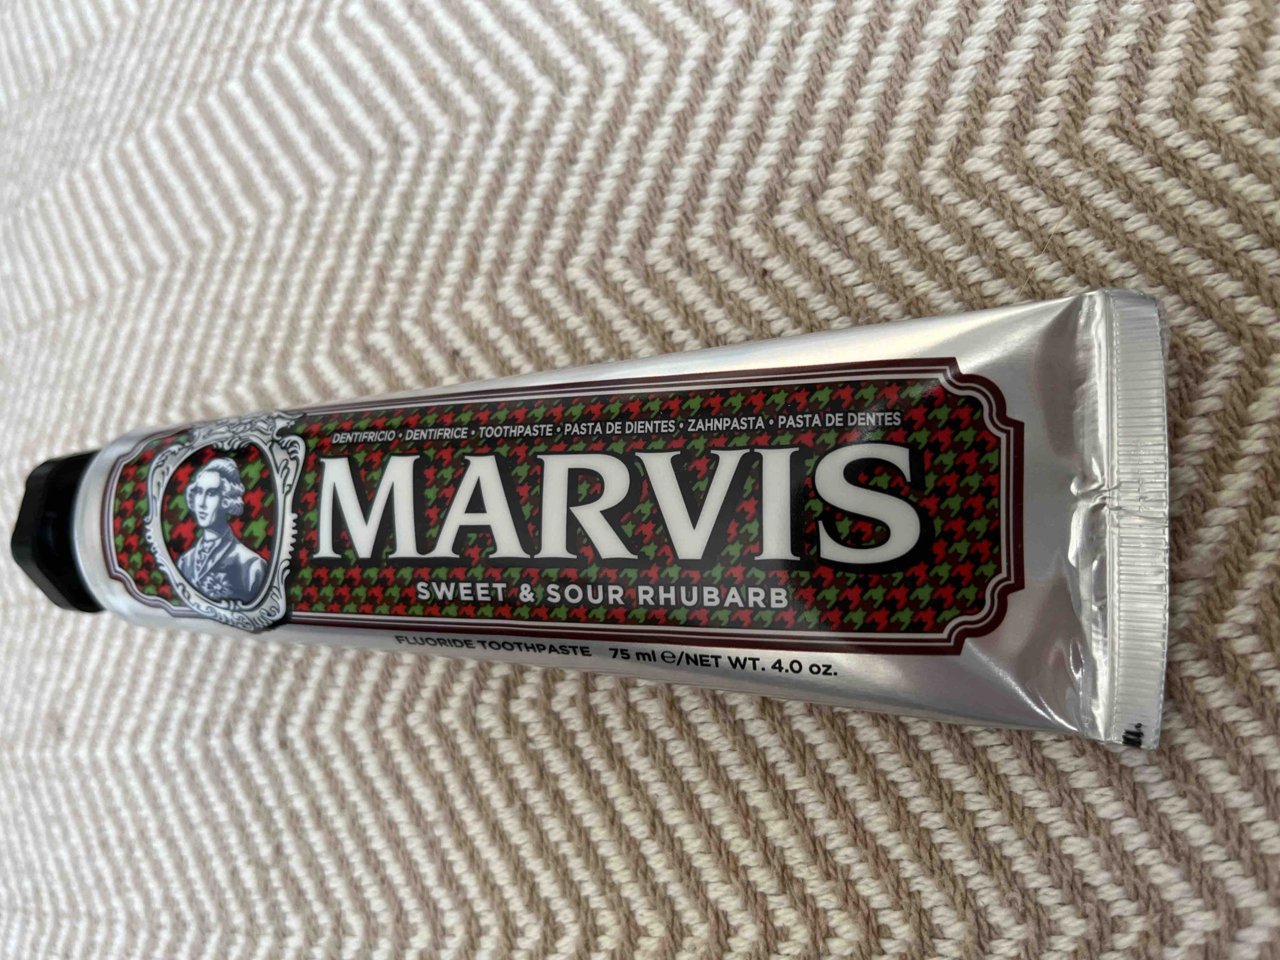 DENTIFRICIO • DENTIFRICE • TOOTHPASTE • PASTA DE DIENTES • ZAHNPASTA • PASTA DE DENTES
MARVIS
SWEET & SOUR RHUBARB
FLUORIDE TOOTHPASTE 75 ml ℮/NET WT. 4.0 oz.